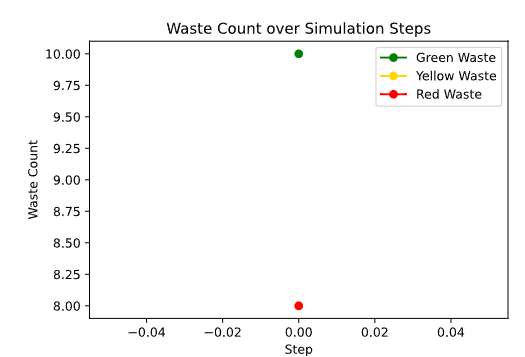 Waste Count over Simulation Steps
10.00
9.75
9.50
9.25
9.00
8.75
8.50
8.25
8.00
Waste Count
Green Waste
Yellow Waste
Red Waste
−0.04 −0.02 0.00 0.02 0.04
Step